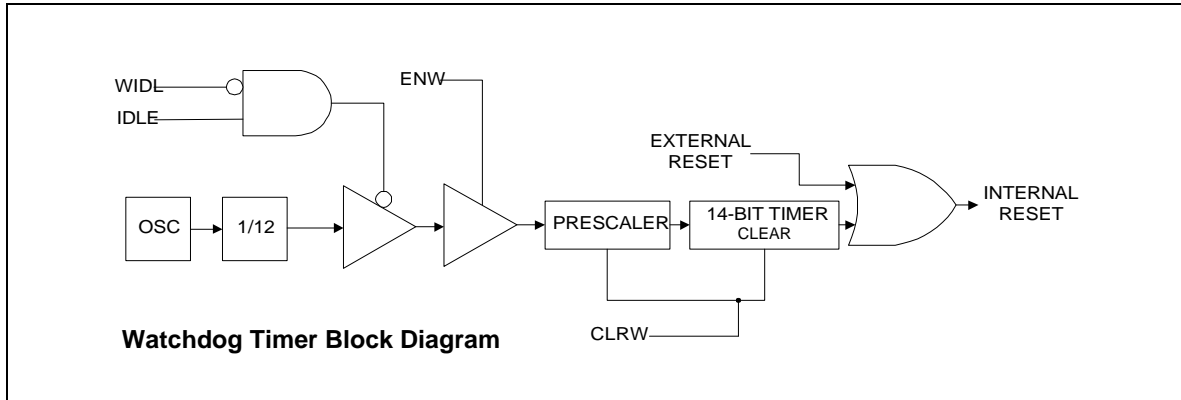 WIDL
IDLE
ENW
EXTERNAL
RESET
OSC
1/12
PRESCALER
14-BIT TIMER
CLEAR
INTERNAL
RESET
CLRW
Watchdog Timer Block Diagram